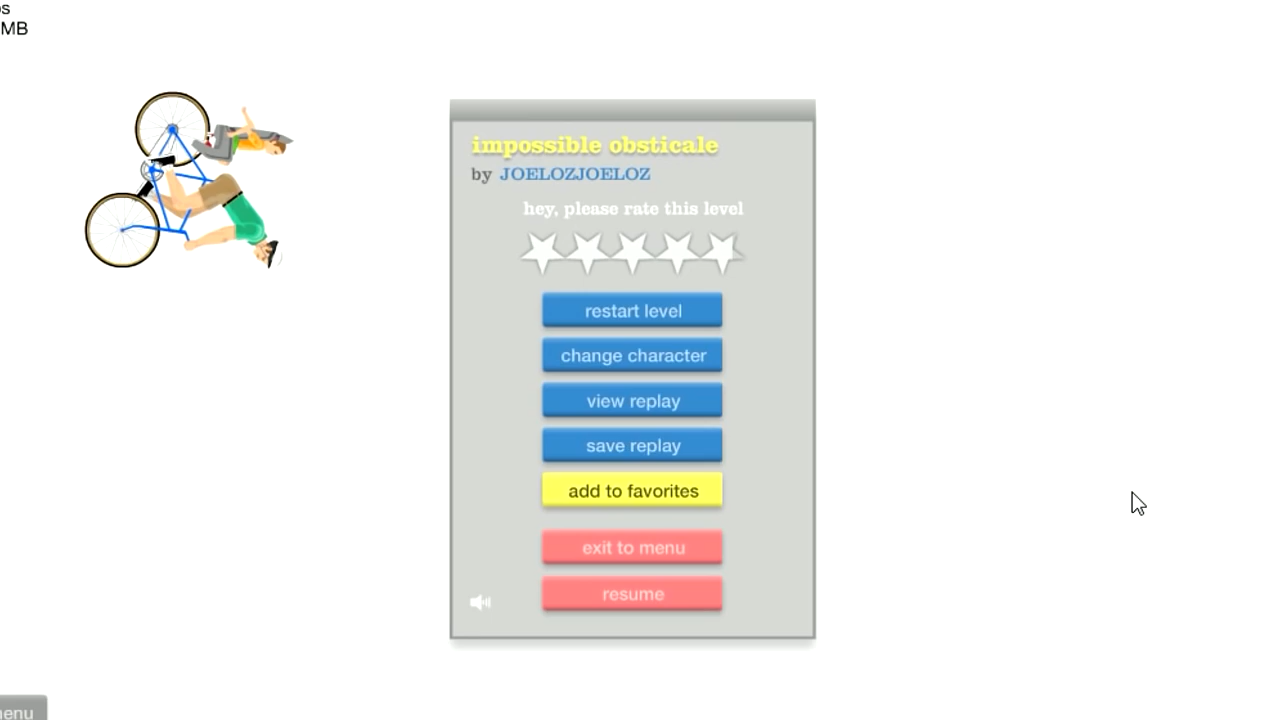 MB
impossible obsticale
by JOELOZJOELOZ
hey, please rate this level
restart level
change character
view replay
save replay
add to favorites
exit to menu
resume